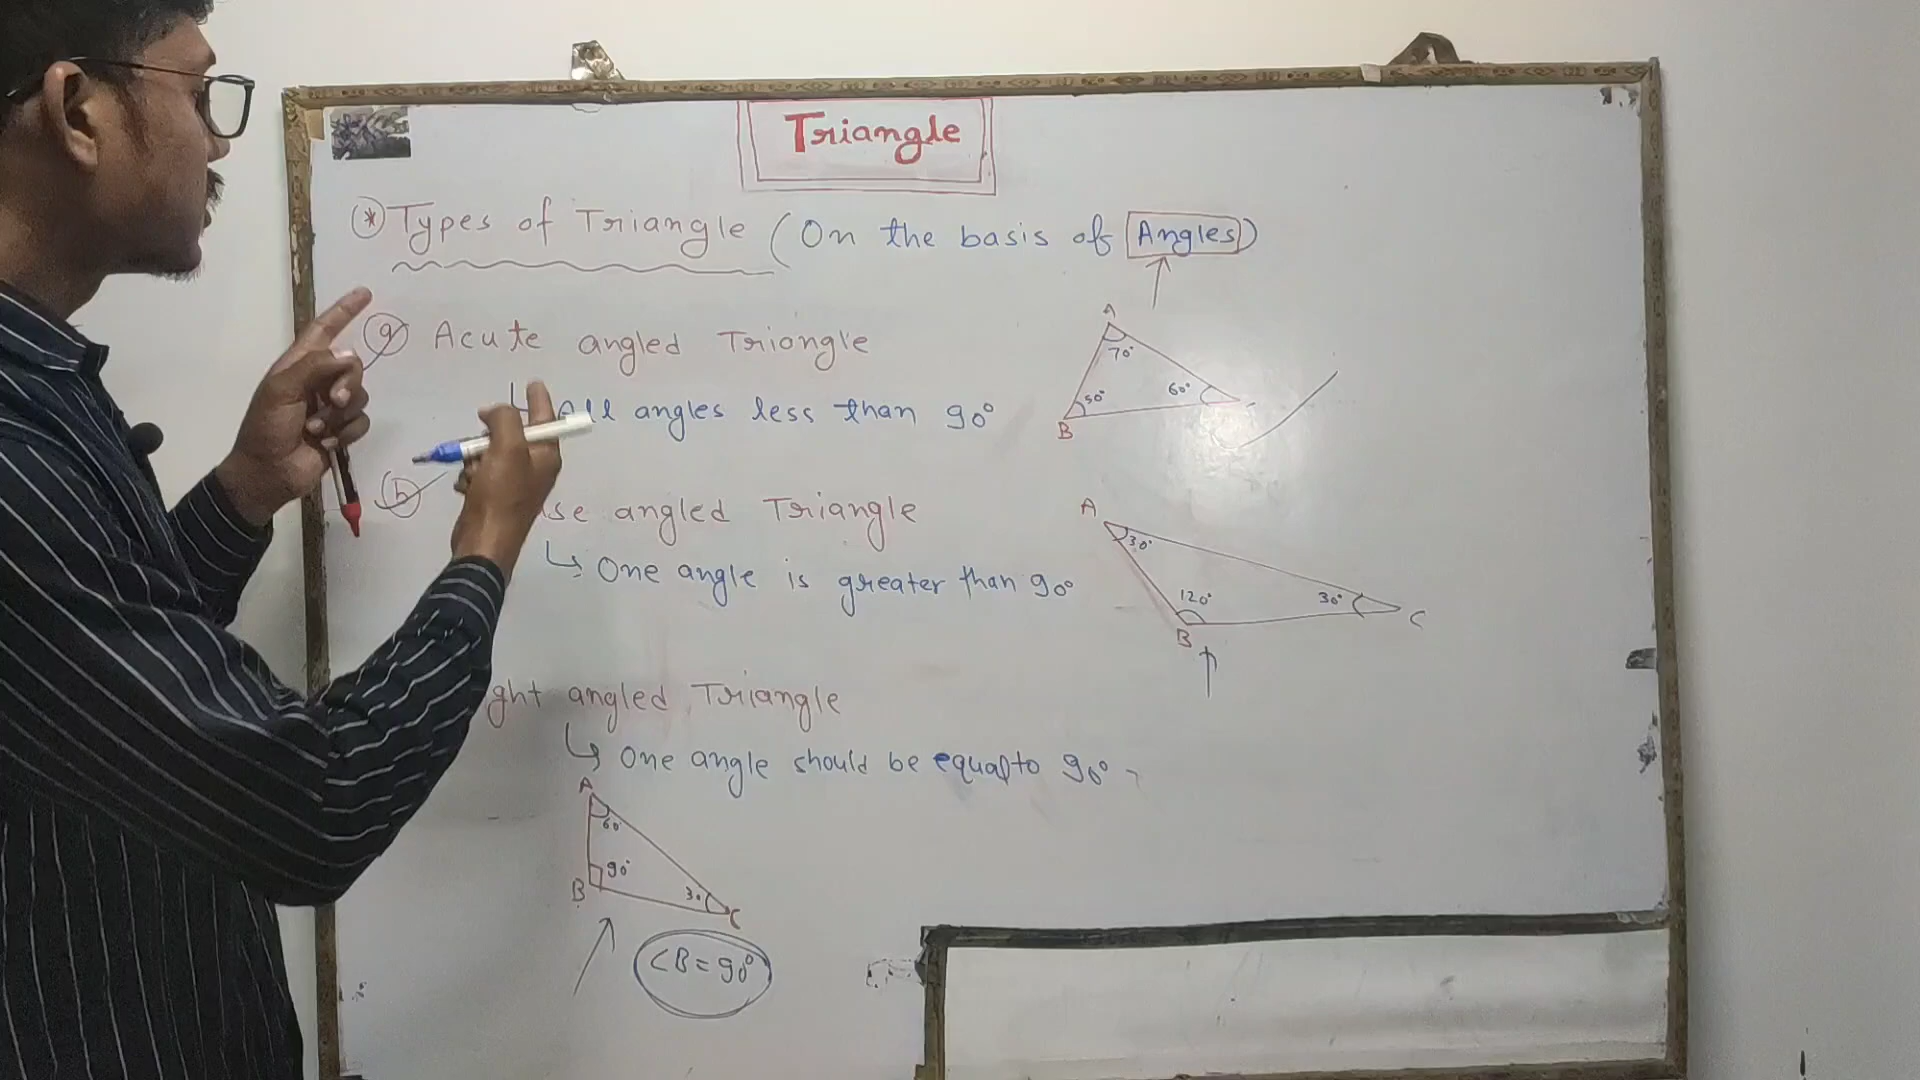 Triangle
* Types of Triangle (On the basis of Angles)
a Acute angled Triangle
All angles less than 90°
A
70°
50°
60°
B
b angled Triangle
One angle is greater than 90°
A
30°
120°
30°
B
C
angled Triangle
One angle should be equal to 90°
A
60°
90°
30
B
C
<B = 90°